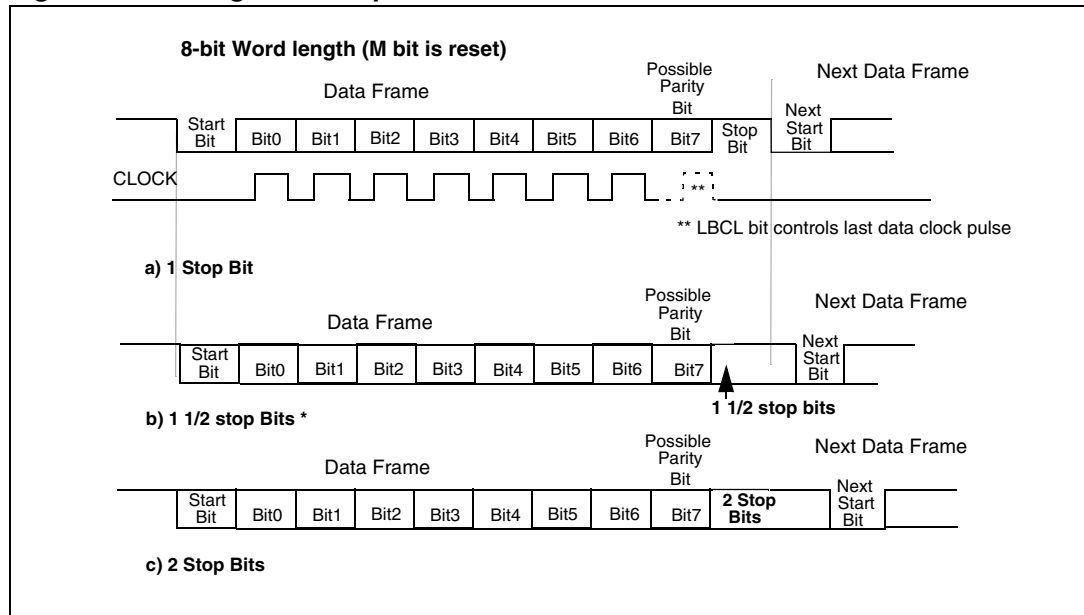 8-bit Word length (M bit is reset)
Data Frame
Possible
Parity
Bit
Next Data Frame
Start
Bit
Bit0
Bit1
Bit2
Bit3
Bit4
Bit5
Bit6
Bit7
Stop
Bit
Next
Start
Bit
CLOCK
**
** LBCL bit controls last data clock pulse
a) 1 Stop Bit
Data Frame
Possible
Parity
Bit
Next Data Frame
Start
Bit
Bit0
Bit1
Bit2
Bit3
Bit4
Bit5
Bit6
Bit7
Next
Start
Bit
1 1/2 stop bits
b) 1 1/2 stop Bits *
Data Frame
Possible
Parity
Bit
Next Data Frame
Start
Bit
Bit0
Bit1
Bit2
Bit3
Bit4
Bit5
Bit6
Bit7
2 Stop
Bits
Next
Start
Bit
c) 2 Stop Bits